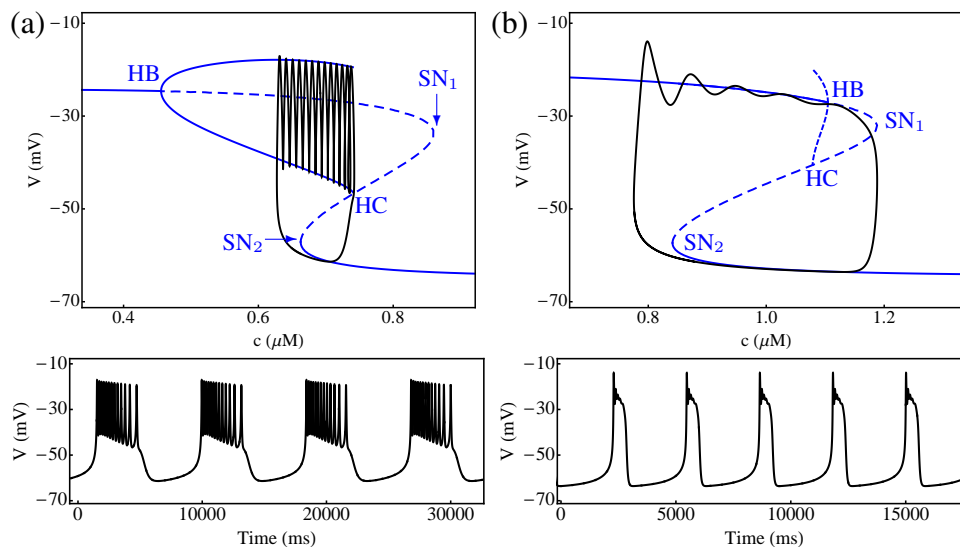 (a)
−10
−30
−50
−70
V (mV)
HB
SN₁
HC
SN₂
0.4
0.6
0.8
c (μM)
(b)
−10
−30
−50
−70
V (mV)
HB
SN₁
HC
SN₂
0.8
1.0
1.2
c (μM)
−10
−30
−50
−70
V (mV)
0
10000
20000
30000
Time (ms)
−10
−30
−50
−70
V (mV)
0
5000
10000
15000
Time (ms)